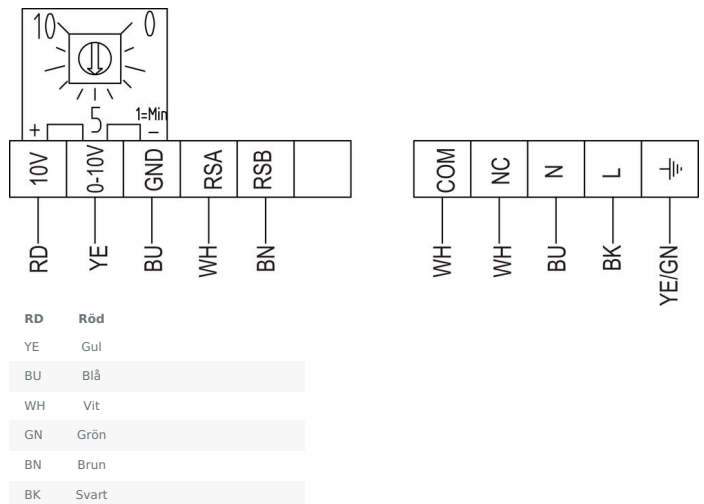 10 0
5 1=Min
+ −
10V 0-10V GND RSA RSB COM NC N L
RD YE BU WH BN WH WH BU BK YE/GN
RD Röd
YE Gul
BU Blå
WH Vit
GN Grön
BN Brun
BK Svart